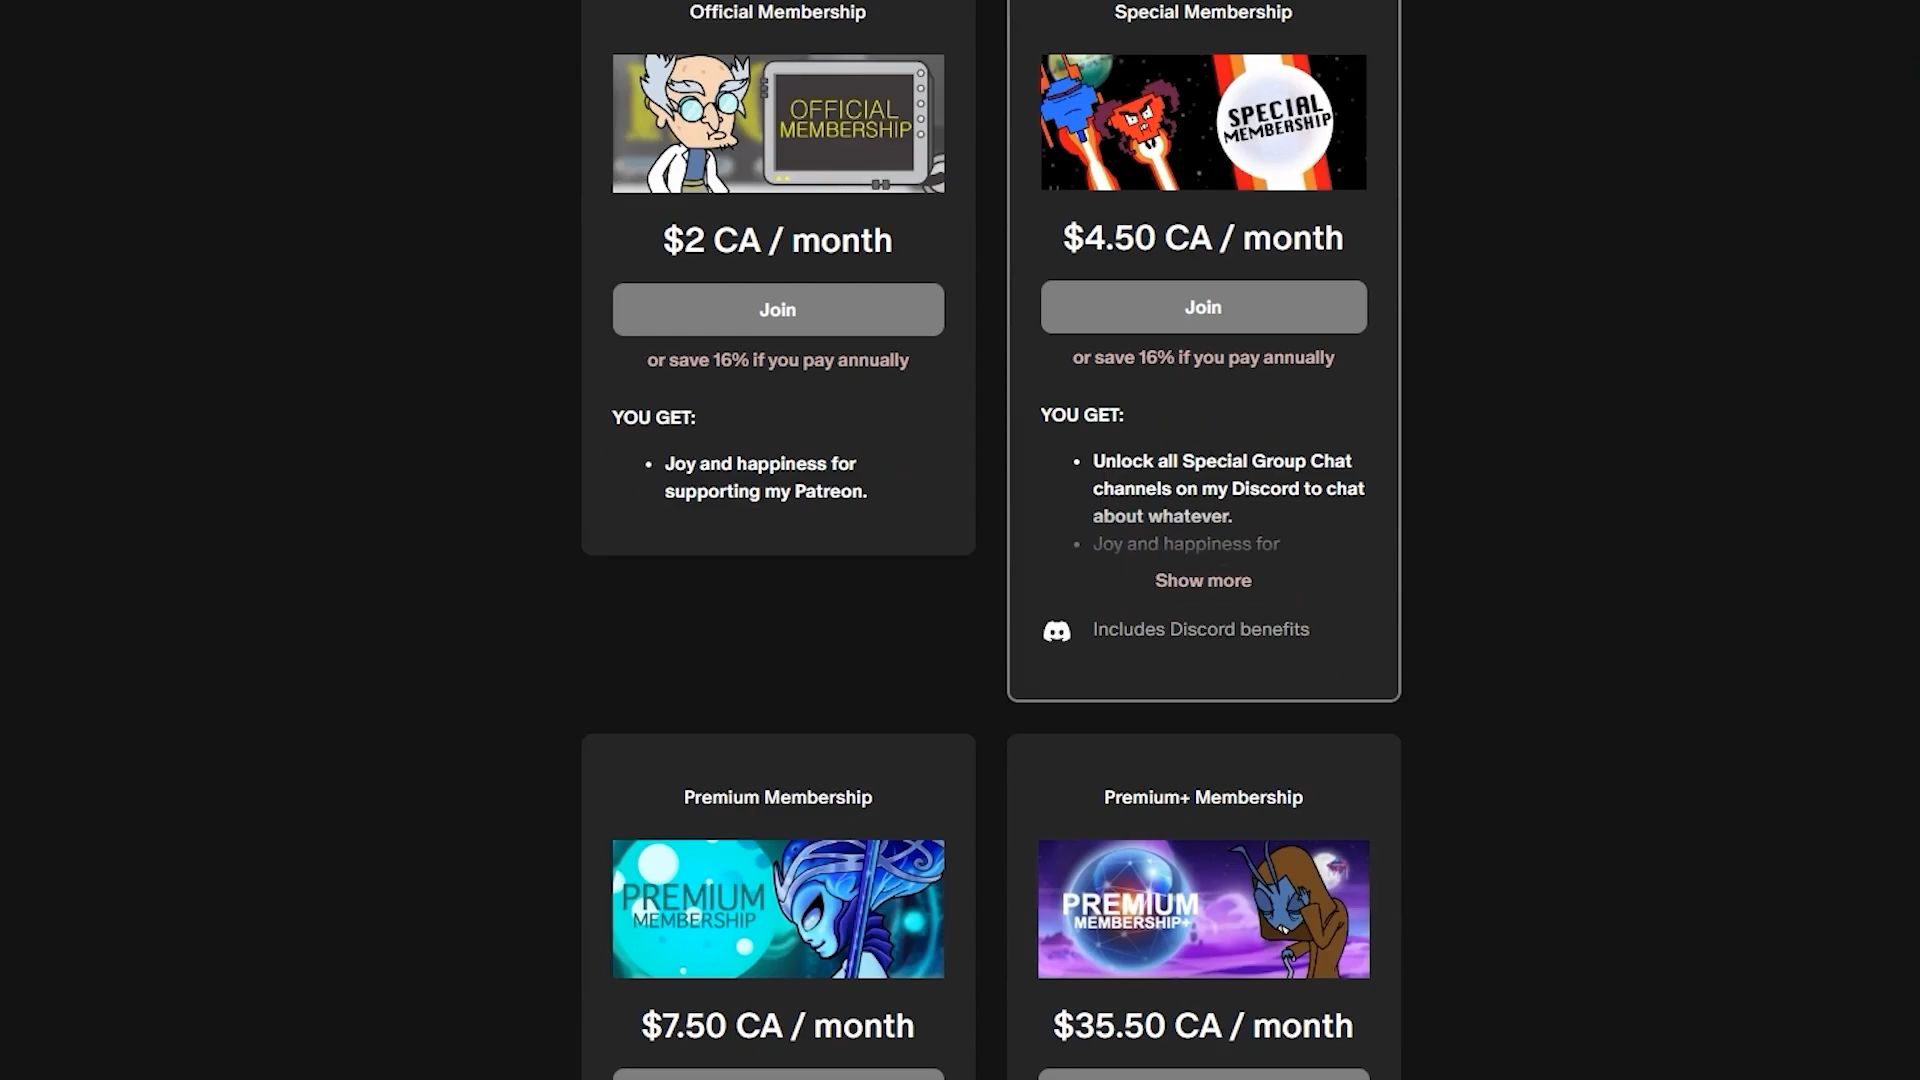 Official Membership
OFFICIAL
MEMBERSHIP
$2 CA / month
Join
or save 16% if you pay annually
YOU GET:
• Joy and happiness for
supporting my Patreon.
Special Membership
SPECIAL
MEMBERSHIP
$4.50 CA / month
Join
or save 16% if you pay annually
YOU GET:
• Unlock all Special Group Chat
channels on my Discord to chat
about whatever.
• Joy and happiness for
Show more
Includes Discord benefits
Premium Membership
PREMIUM
MEMBERSHIP
$7.50 CA / month
Premium+ Membership
PREMIUM
MEMBERSHIP+
$35.50 CA / month